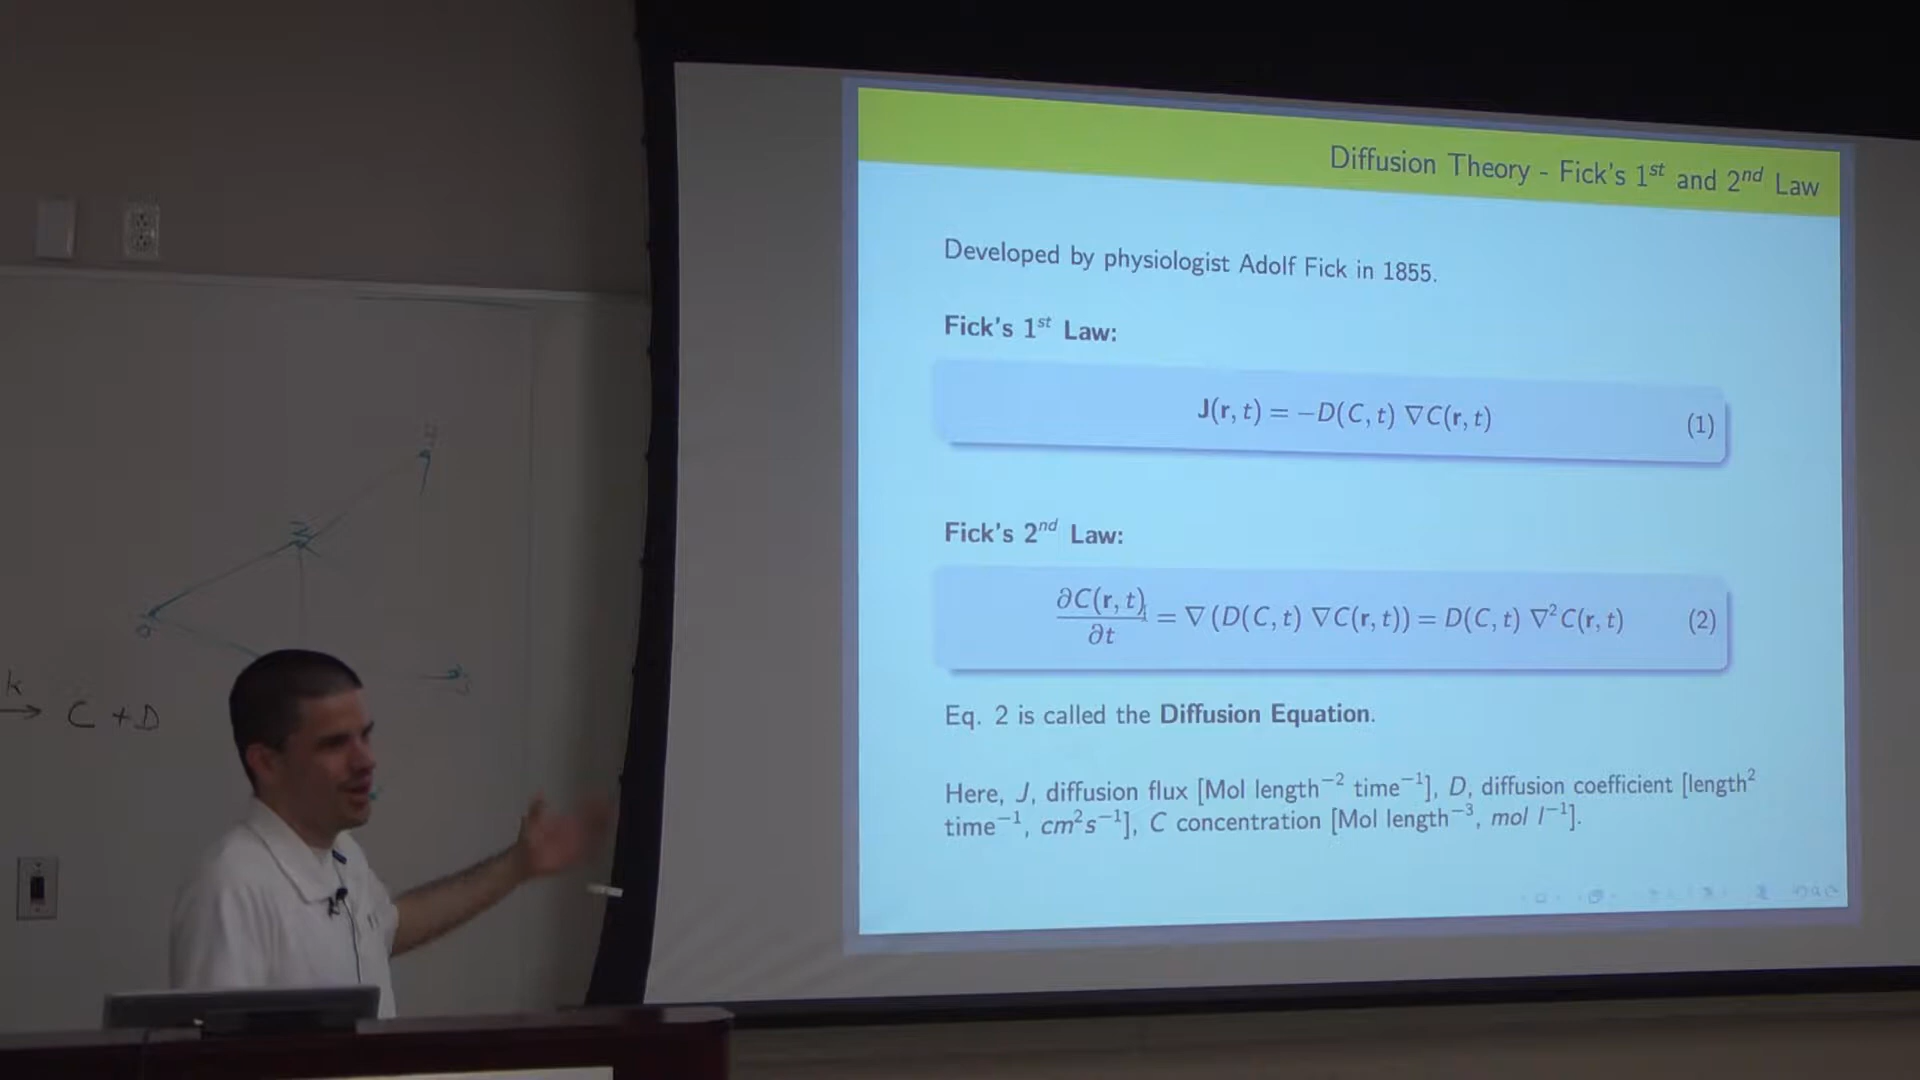 Diffusion Theory - Fick's 1st and 2nd Law
Developed by physiologist Adolf Fick in 1855.
Fick's 1st Law:
J(r, t) = −D(C, t) ∇C(r, t) (1)
Fick's 2nd Law:
∂C(r, t)/∂t = ∇ (D(C, t) ∇C(r, t)) = D(C, t) ∇²C(r, t) (2)
Eq. 2 is called the Diffusion Equation.
Here, J, diffusion flux [Mol length⁻² time⁻¹], D, diffusion coefficient [length²
time⁻¹, cm²s⁻¹], C concentration [Mol length⁻³, mol l⁻¹].
k
→ C + D